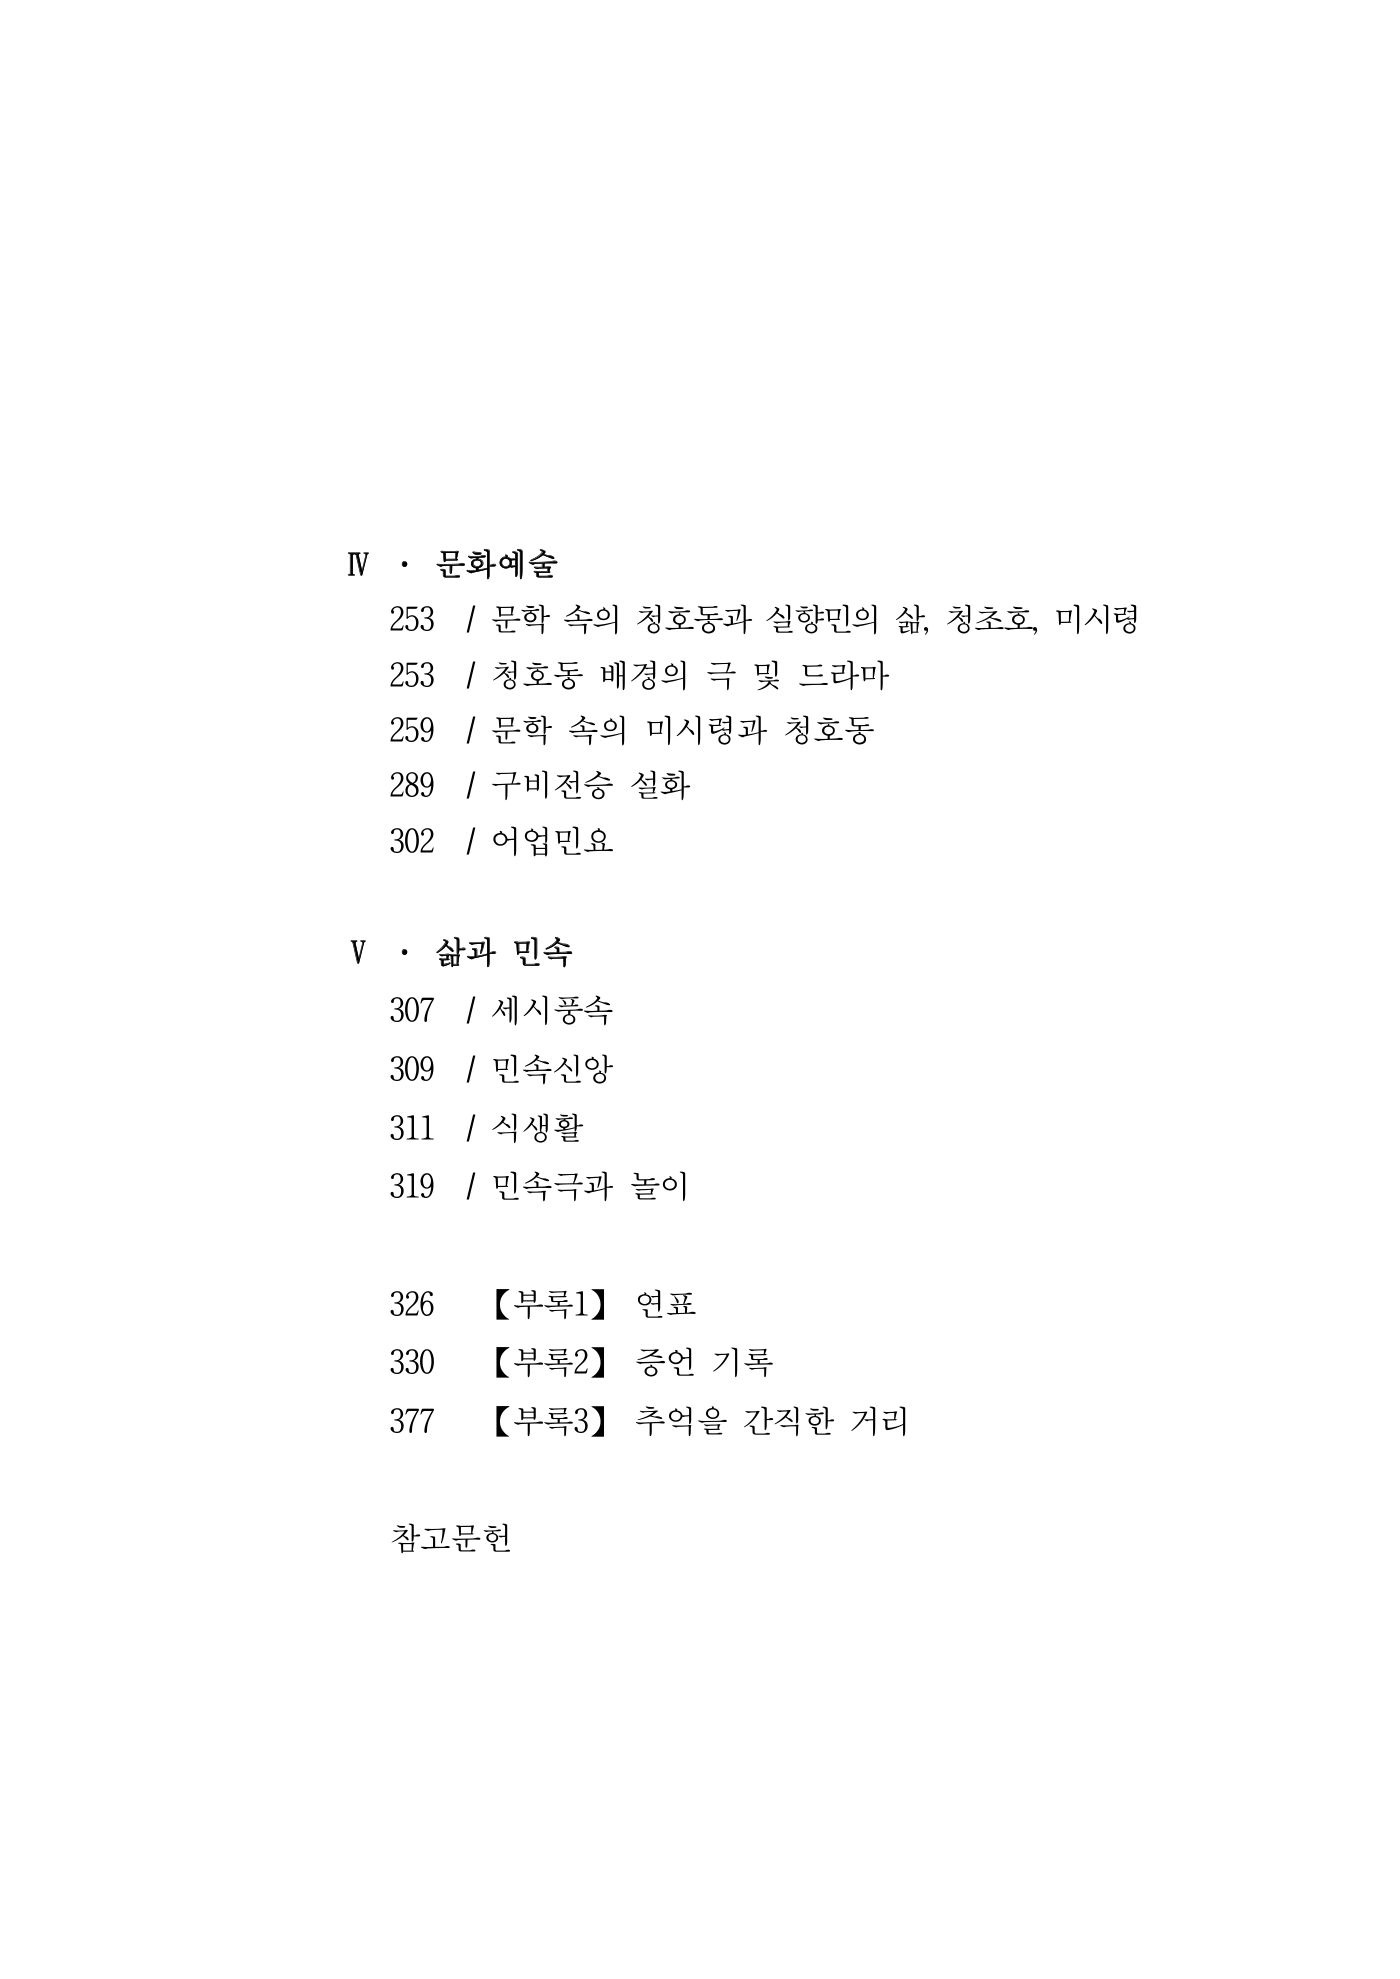 Ⅳ · 문화예술
253 / 문학 속의 청호동과 실향민의 삶, 청초호, 미시령
253 / 청호동 배경의 극 및 드라마
259 / 문학 속의 미시령과 청호동
289 / 구비전승 설화
302 / 어업민요
Ⅴ · 삶과 민속
307 / 세시풍속
309 / 민속신앙
311 / 식생활
319 / 민속극과 놀이
326 【부록1】 연표
330 【부록2】 증언 기록
377 【부록3】 추억을 간직한 거리
참고문헌